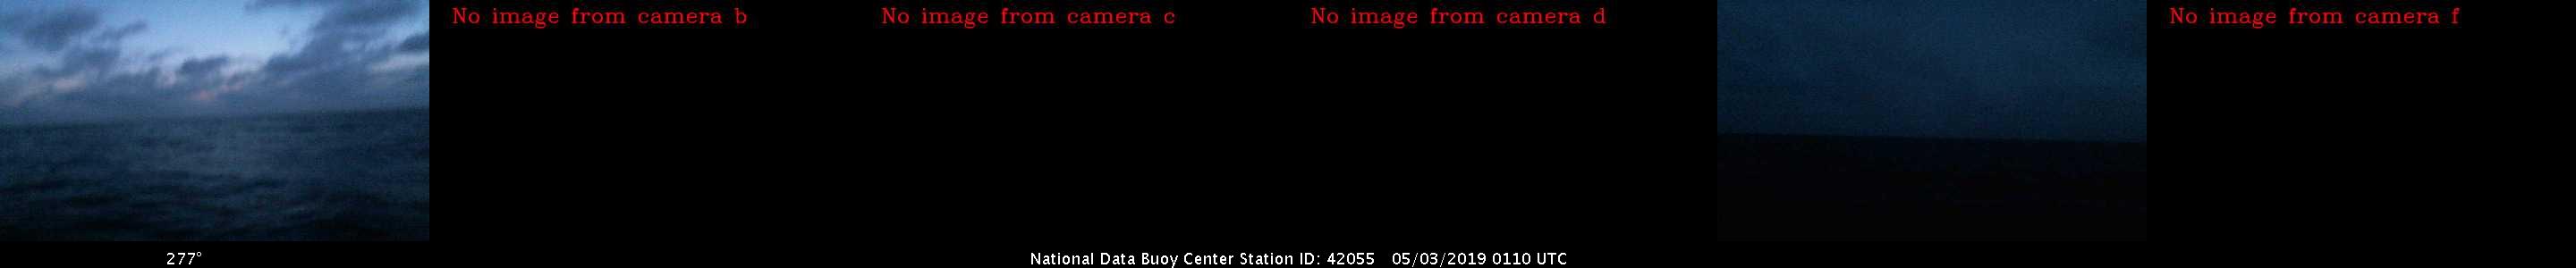 No image from camera b
No image from camera c
No image from camera d
No image from camera f
277°
National Data Buoy Center Station ID: 42055 05/03/2019 0110 UTC